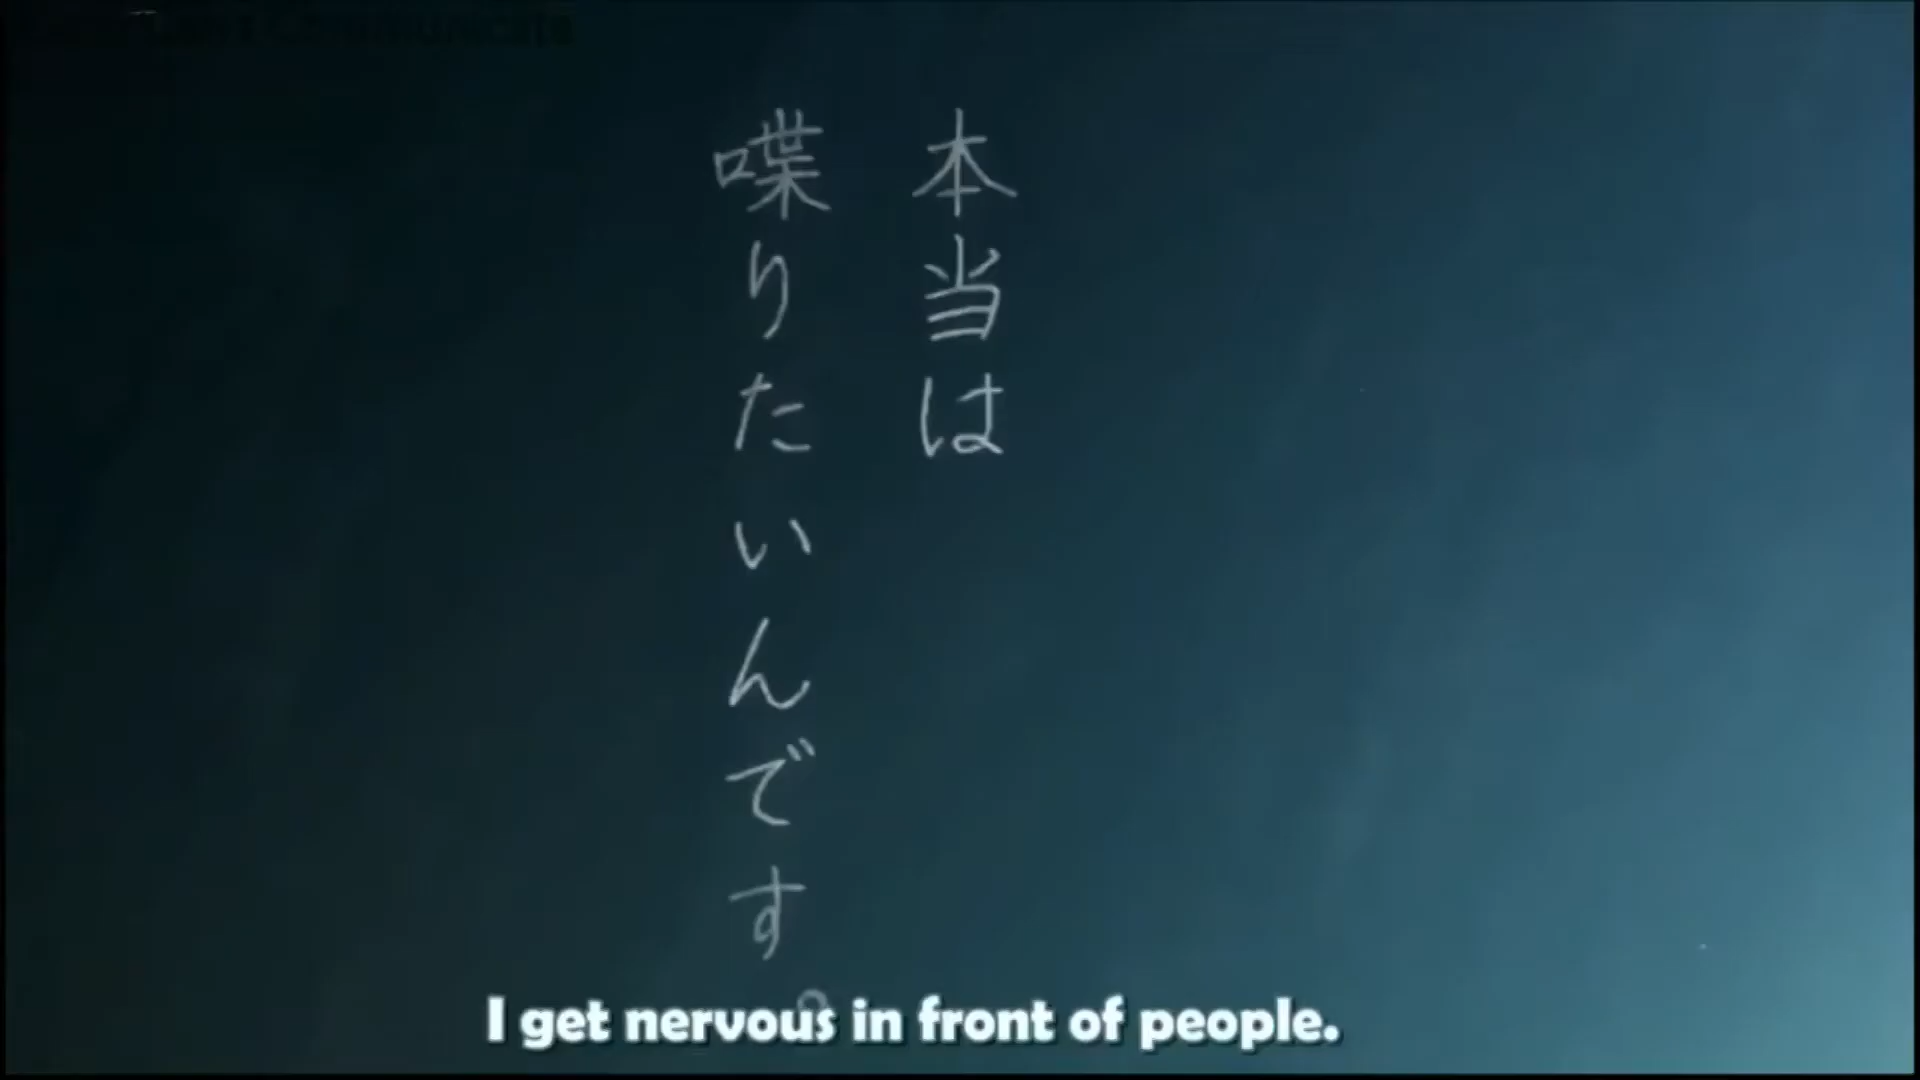 本当は
喋りたいんです。
I get nervous in front of people.